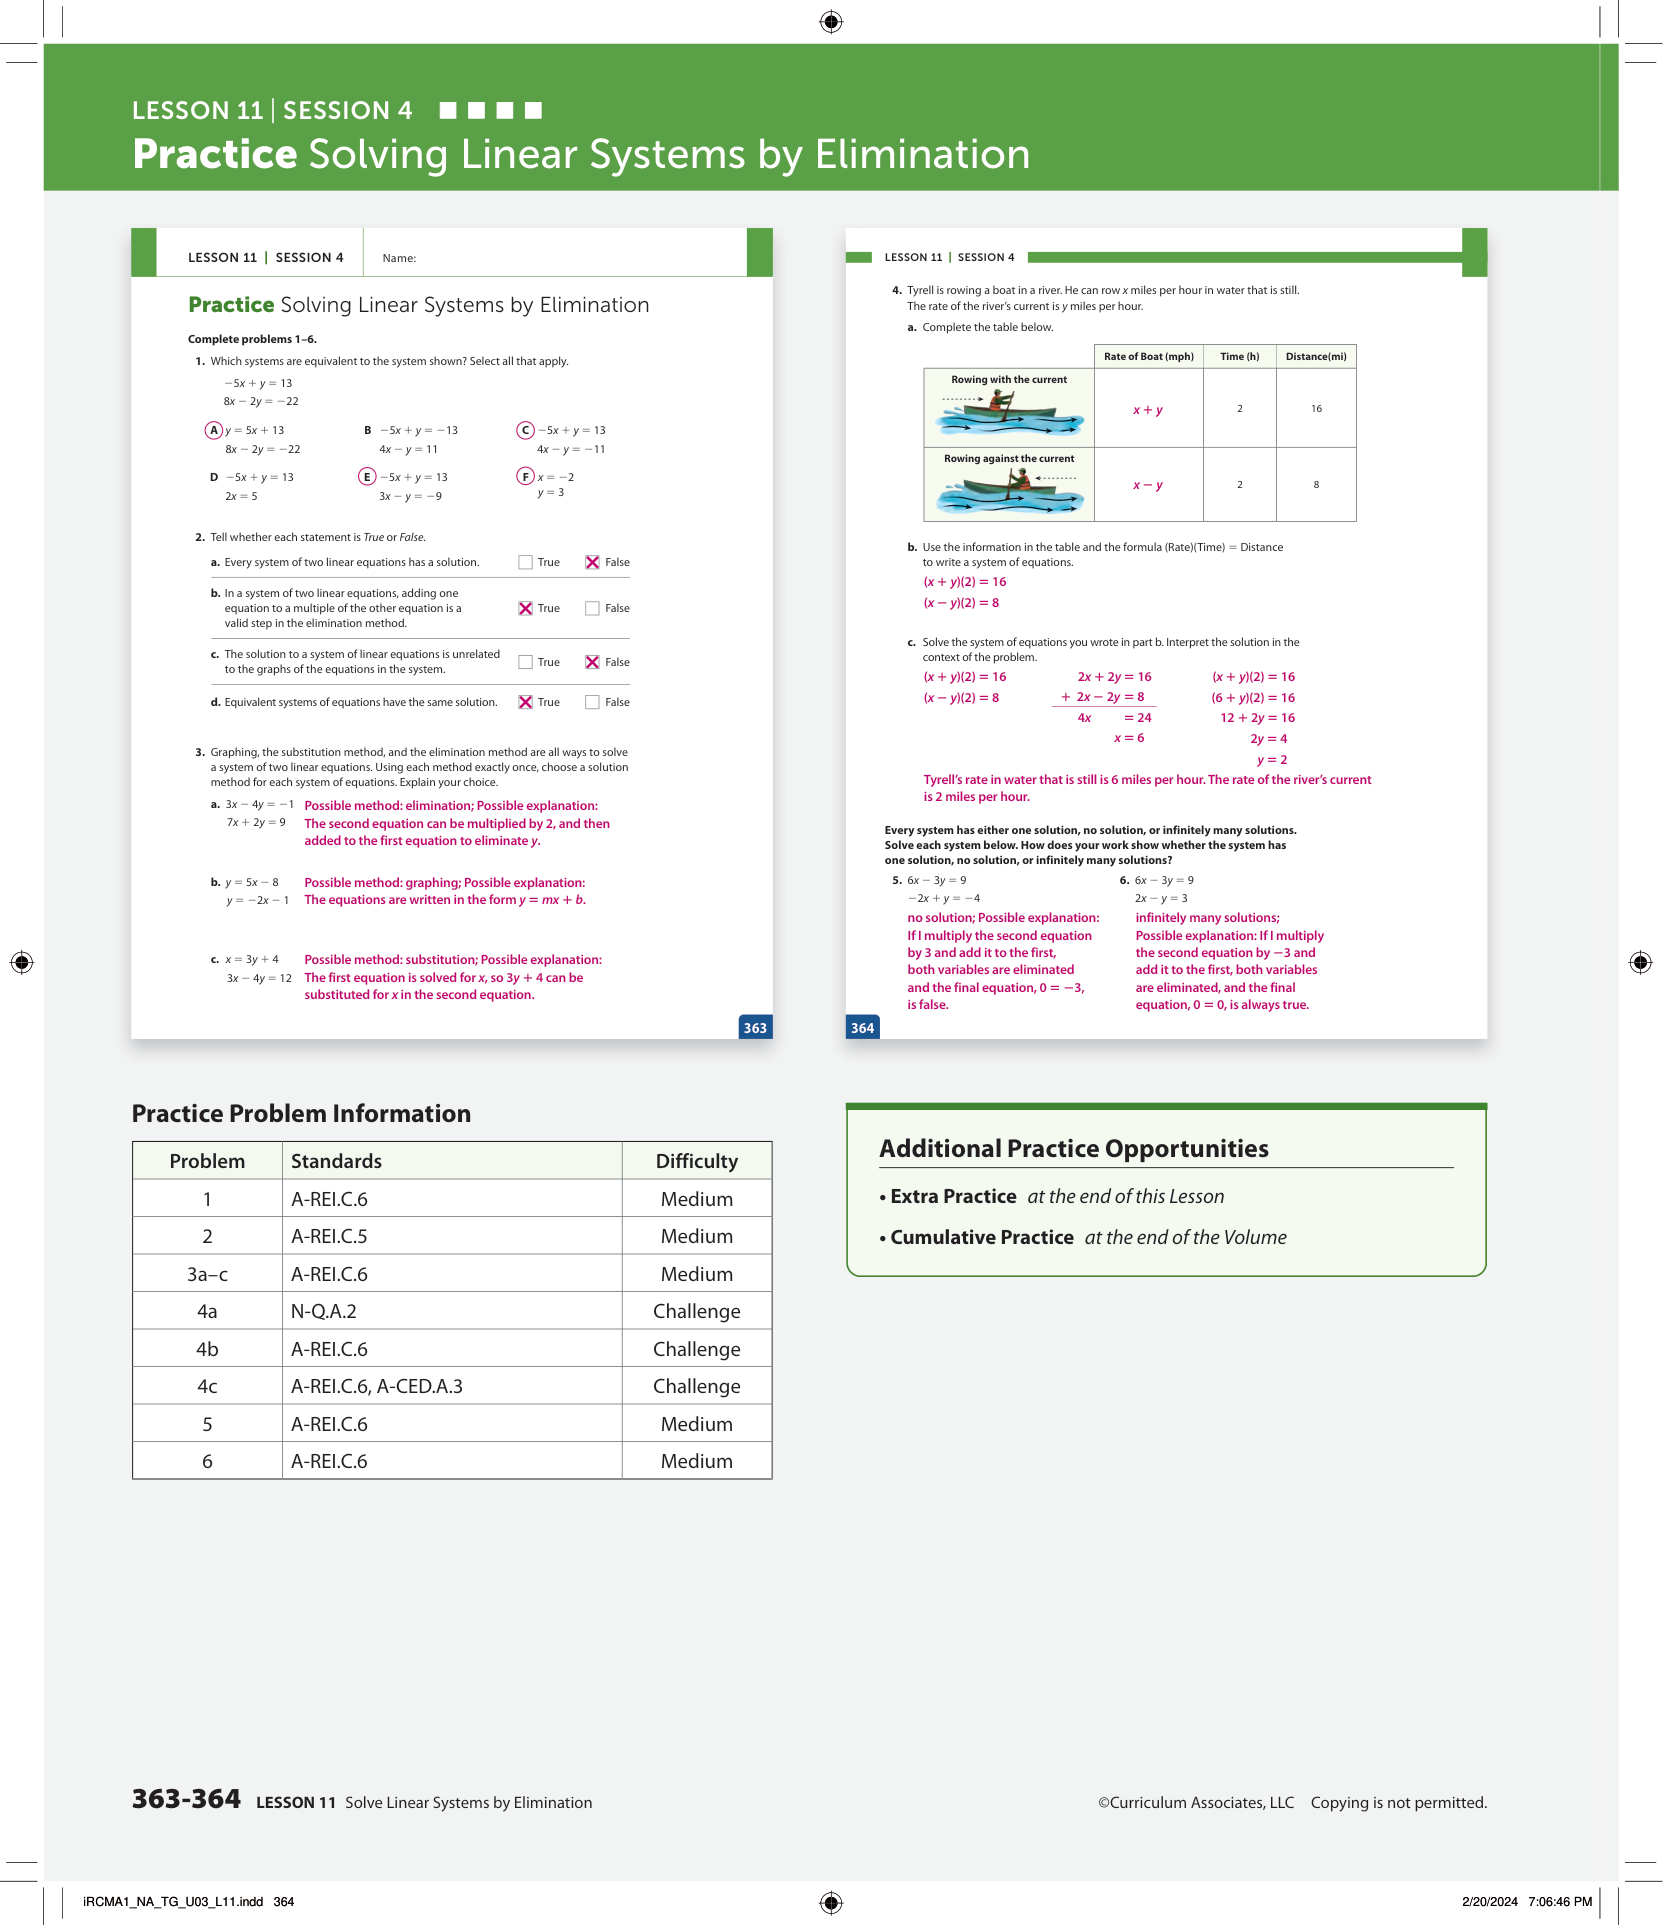 LESSON 11 | SESSION 4
Practice Solving Linear Systems by Elimination
LESSON 11 | SESSION 4 Name:
Practice Solving Linear Systems by Elimination
Complete problems 1–6.
1. Which systems are equivalent to the system shown? Select all that apply.
−5x + y = 13
8x − 2y = −22
A y = 5x + 13 B −5x + y = −13 C −5x + y = 13
8x − 2y = −22 4x − y = 11 4x − y = −11
D −5x + y = 13 E −5x + y = 13 F x = −2
2x = 5 3x − y = −9 y = 3
2. Tell whether each statement is True or False.
a. Every system of two linear equations has a solution. True False
b. In a system of two linear equations, adding one
equation to a multiple of the other equation is a True False
valid step in the elimination method.
c. The solution to a system of linear equations is unrelated
to the graphs of the equations in the system. True False
d. Equivalent systems of equations have the same solution. True False
3. Graphing, the substitution method, and the elimination method are all ways to solve
a system of two linear equations. Using each method exactly once, choose a solution
method for each system of equations. Explain your choice.
a. 3x − 4y = −1 Possible method: elimination; Possible explanation:
7x + 2y = 9 The second equation can be multiplied by 2, and then
added to the first equation to eliminate y.
b. y = 5x − 8 Possible method: graphing; Possible explanation:
y = −2x − 1 The equations are written in the form y = mx + b.
c. x = 3y + 4 Possible method: substitution; Possible explanation:
3x − 4y = 12 The first equation is solved for x, so 3y + 4 can be
substituted for x in the second equation.
363
LESSON 11 | SESSION 4
4. Tyrell is rowing a boat in a river. He can row x miles per hour in water that is still.
The rate of the river's current is y miles per hour.
a. Complete the table below.
Rate of Boat (mph) Time (h) Distance(mi)
Rowing with the current
x + y 2 16
Rowing against the current
x − y 2 8
b. Use the information in the table and the formula (Rate)(Time) = Distance
to write a system of equations.
(x + y)(2) = 16
(x − y)(2) = 8
c. Solve the system of equations you wrote in part b. Interpret the solution in the
context of the problem.
(x + y)(2) = 16 2x + 2y = 16 (x + y)(2) = 16
(x − y)(2) = 8 + 2x − 2y = 8 (6 + y)(2) = 16
4x = 24 12 + 2y = 16
x = 6 2y = 4
y = 2
Tyrell's rate in water that is still is 6 miles per hour. The rate of the river's current
is 2 miles per hour.
Every system has either one solution, no solution, or infinitely many solutions.
Solve each system below. How does your work show whether the system has
one solution, no solution, or infinitely many solutions?
5. 6x − 3y = 9
−2x + y = −4
no solution; Possible explanation:
If I multiply the second equation
by 3 and add it to the first,
both variables are eliminated
and the final equation, 0 = −3,
is false.
6. 6x − 3y = 9
2x − y = 3
infinitely many solutions;
Possible explanation: If I multiply
the second equation by −3 and
add it to the first, both variables
are eliminated, and the final
equation, 0 = 0, is always true.
364
Practice Problem Information
Problem Standards Difficulty
1 A-REI.C.6 Medium
2 A-REI.C.5 Medium
3a–c A-REI.C.6 Medium
4a N-Q.A.2 Challenge
4b A-REI.C.6 Challenge
4c A-REI.C.6, A-CED.A.3 Challenge
5 A-REI.C.6 Medium
6 A-REI.C.6 Medium
Additional Practice Opportunities
• Extra Practice at the end of this Lesson
• Cumulative Practice at the end of the Volume
363-364 LESSON 11 Solve Linear Systems by Elimination
©Curriculum Associates, LLC Copying is not permitted.
iRCMA1_NA_TG_U03_L11.indd 364
2/20/2024 7:06:46 PM